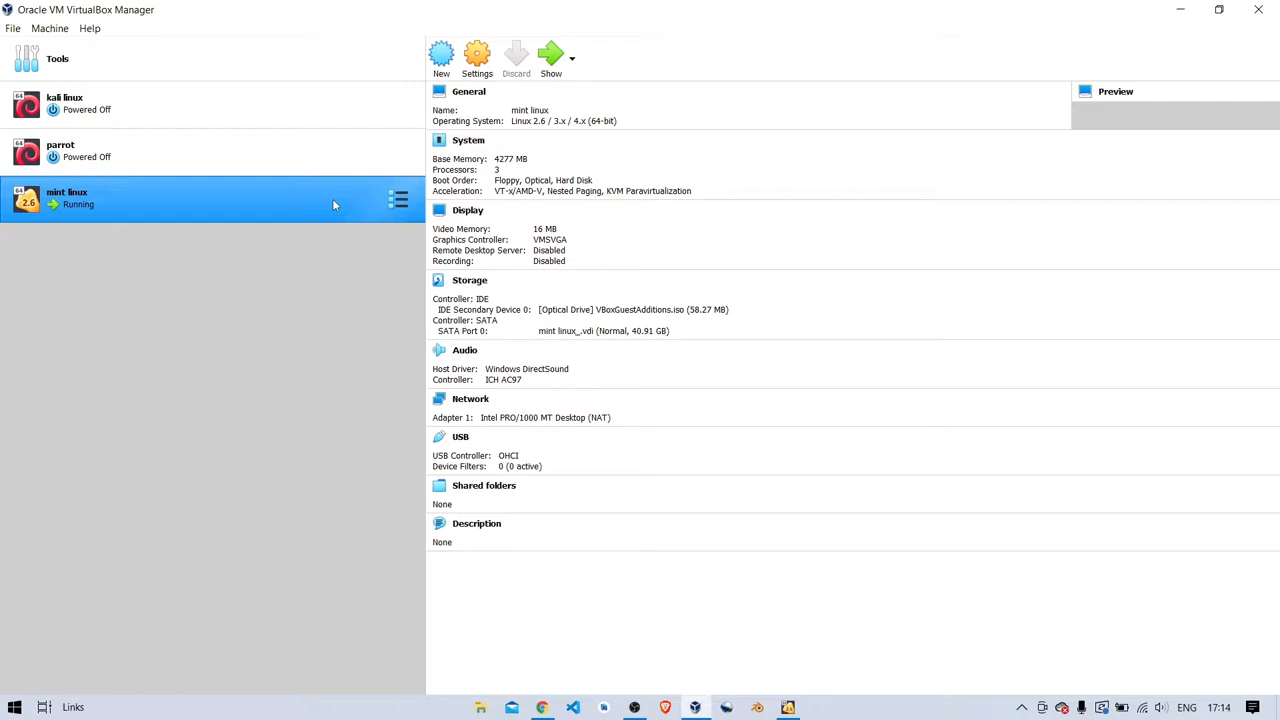 Oracle VM VirtualBox Manager
File Machine Help
Tools
64 kali linux
Powered Off
64 parrot
Powered Off
64 2.6 mint linux
Running
New Settings Discard Show
General
Name: mint linux
Operating System: Linux 2.6 / 3.x / 4.x (64-bit)
Preview
System
Base Memory: 4277 MB
Processors: 3
Boot Order: Floppy, Optical, Hard Disk
Acceleration: VT-x/AMD-V, Nested Paging, KVM Paravirtualization
Display
Video Memory: 16 MB
Graphics Controller: VMSVGA
Remote Desktop Server: Disabled
Recording: Disabled
Storage
Controller: IDE
IDE Secondary Device 0: [Optical Drive] VBoxGuestAdditions.iso (58.27 MB)
Controller: SATA
SATA Port 0: mint linux_.vdi (Normal, 40.91 GB)
Audio
Host Driver: Windows DirectSound
Controller: ICH AC97
Network
Adapter 1: Intel PRO/1000 MT Desktop (NAT)
USB
USB Controller: OHCI
Device Filters: 0 (0 active)
Shared folders
None
Description
None
Links
ENG 17:14